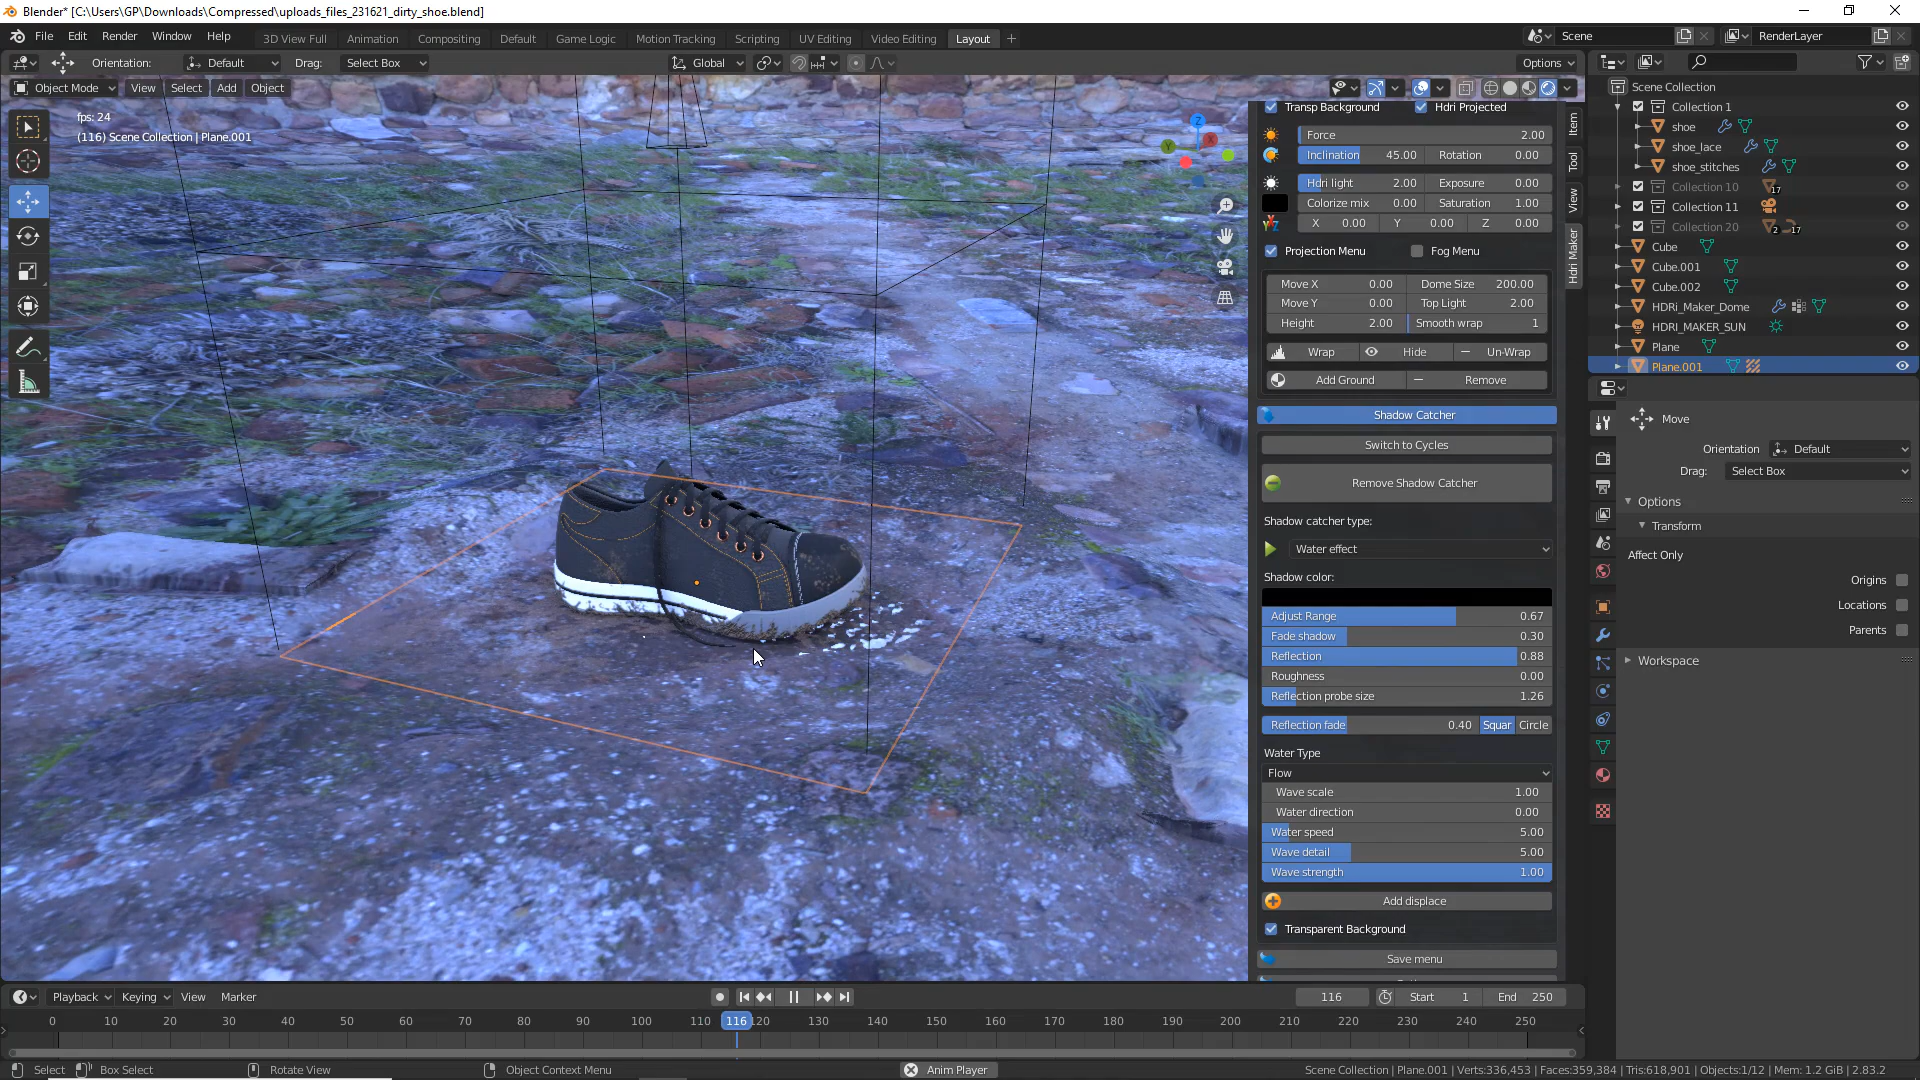 Blender* [C:\Users\GP\Downloads\Compressed\uploads_files_231621_dirty_shoe.blend]
File Edit Render Window Help 3D View Full Animation Compositing Default Game Logic Motion Tracking Scripting UV Editing Video Editing Layout + Scene RenderLayer
Orientation: Default Drag: Select Box Global Options
Object Mode View Select Add Object
fps: 24
(116) Scene Collection | Plane.001
Z
X
Y
Transp Background Hdri Projected
Force 2.00
Inclination 45.00 Rotation 0.00
Hdri light 2.00 Exposure 0.00
Colorize mix 0.00 Saturation 1.00
X 0.00 Y 0.00 Z 0.00
Projection Menu Fog Menu
Move X 0.00 Dome Size 200.00
Move Y 0.00 Top Light 2.00
Height 2.00 Smooth wrap 1
Wrap Hide Un-Wrap
Add Ground Remove
Shadow Catcher
Switch to Cycles
Remove Shadow Catcher
Shadow catcher type:
Water effect
Shadow color:
Adjust Range 0.67
Fade shadow 0.30
Reflection 0.88
Roughness 0.00
Reflection probe size 1.26
Reflection fade 0.40 Squar Circle
Water Type
Flow
Wave scale 1.00
Water direction 0.00
Water speed 5.00
Wave detail 5.00
Wave strength 1.00
Add displace
Transparent Background
Save menu
Item
Tool
View
Hdri Maker
Scene Collection
Collection 1
shoe
shoe_lace
shoe_stitches
Collection 10 17
Collection 11
Collection 20 2 17
Cube
Cube.001
Cube.002
HDRi_Maker_Dome
HDRI_MAKER_SUN
Plane
Plane.001
Move
Orientation Default
Drag: Select Box
Options
Transform
Affect Only
Origins
Locations
Parents
Workspace
Playback Keying View Marker 116 Start 1 End 250
0 10 20 30 40 50 60 70 80 90 100 110 116 120 130 140 150 160 170 180 190 200 210 220 230 240 250
Select Box Select Rotate View Object Context Menu Anim Player Scene Collection | Plane.001 | Verts:336,453 | Faces:359,384 | Tris:618,901 | Objects:1/12 | Mem: 1.2 GiB | 2.83.2